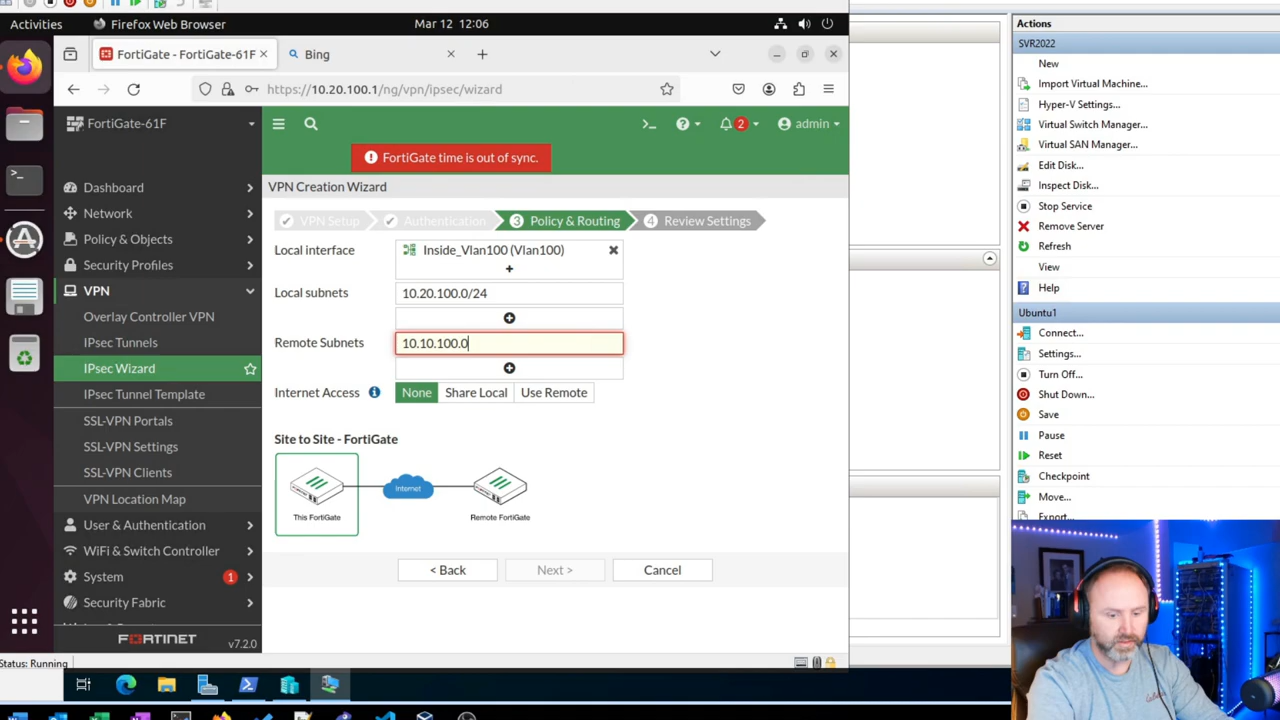 Activities
Firefox Web Browser
Mar 12 12:06
FortiGate - FortiGate-61F
Bing
https://10.20.100.1/ng/vpn/ipsec/wizard
FortiGate-61F
2
admin
FortiGate time is out of sync.
VPN Creation Wizard
VPN Setup
Authentication
3 Policy & Routing
4 Review Settings
Dashboard
Network
Policy & Objects
Security Profiles
VPN
Overlay Controller VPN
IPsec Tunnels
IPsec Wizard
IPsec Tunnel Template
SSL-VPN Portals
SSL-VPN Settings
SSL-VPN Clients
VPN Location Map
User & Authentication
WiFi & Switch Controller
System 1
Security Fabric
FORTINET v7.2.0
Local interface Inside_Vlan100 (Vlan100)
Local subnets 10.20.100.0/24
Remote Subnets 10.10.100.0
Internet Access None Share Local Use Remote
Site to Site - FortiGate
Internet
This FortiGate
Remote FortiGate
< Back
Next >
Cancel
Status: Running
Actions
SVR2022
New
Import Virtual Machine...
Hyper-V Settings...
Virtual Switch Manager...
Virtual SAN Manager...
Edit Disk...
Inspect Disk...
Stop Service
Remove Server
Refresh
View
Help
Ubuntu1
Connect...
Settings...
Turn Off...
Shut Down...
Save
Pause
Reset
Checkpoint
Move...
Export...